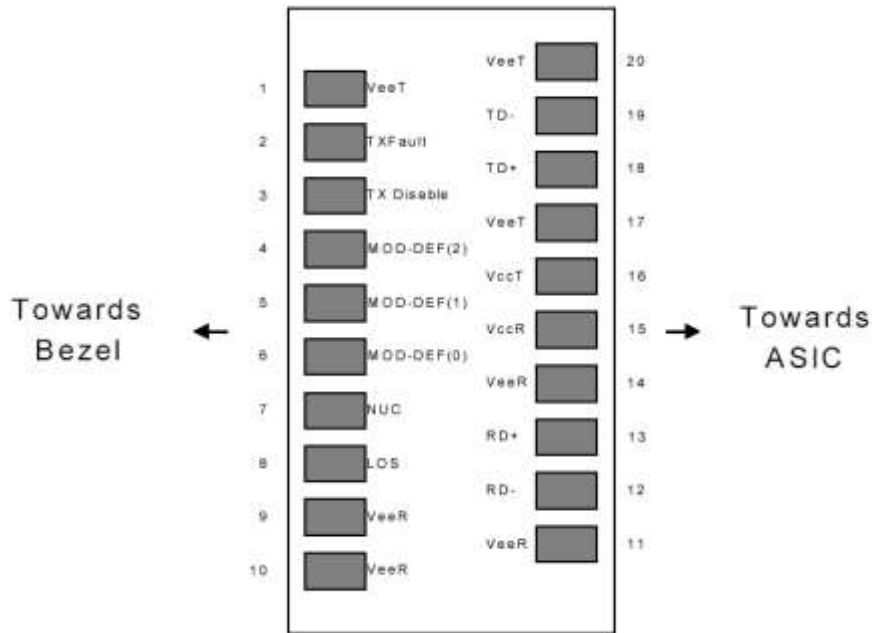 VeeT 20
1 VeeT
TD- 19
2 TXFault
TD+ 18
3 TX Disable
VeeT 17
4 MOD-DEF(2)
VccT 16
5 MOD-DEF(1)
Towards Bezel
VccR 15
Towards ASIC
6 MOD-DEF(0)
VeeR 14
7 NUC
RD+ 13
8 LOS
RD- 12
9 VeeR
VeeR 11
10 VeeR